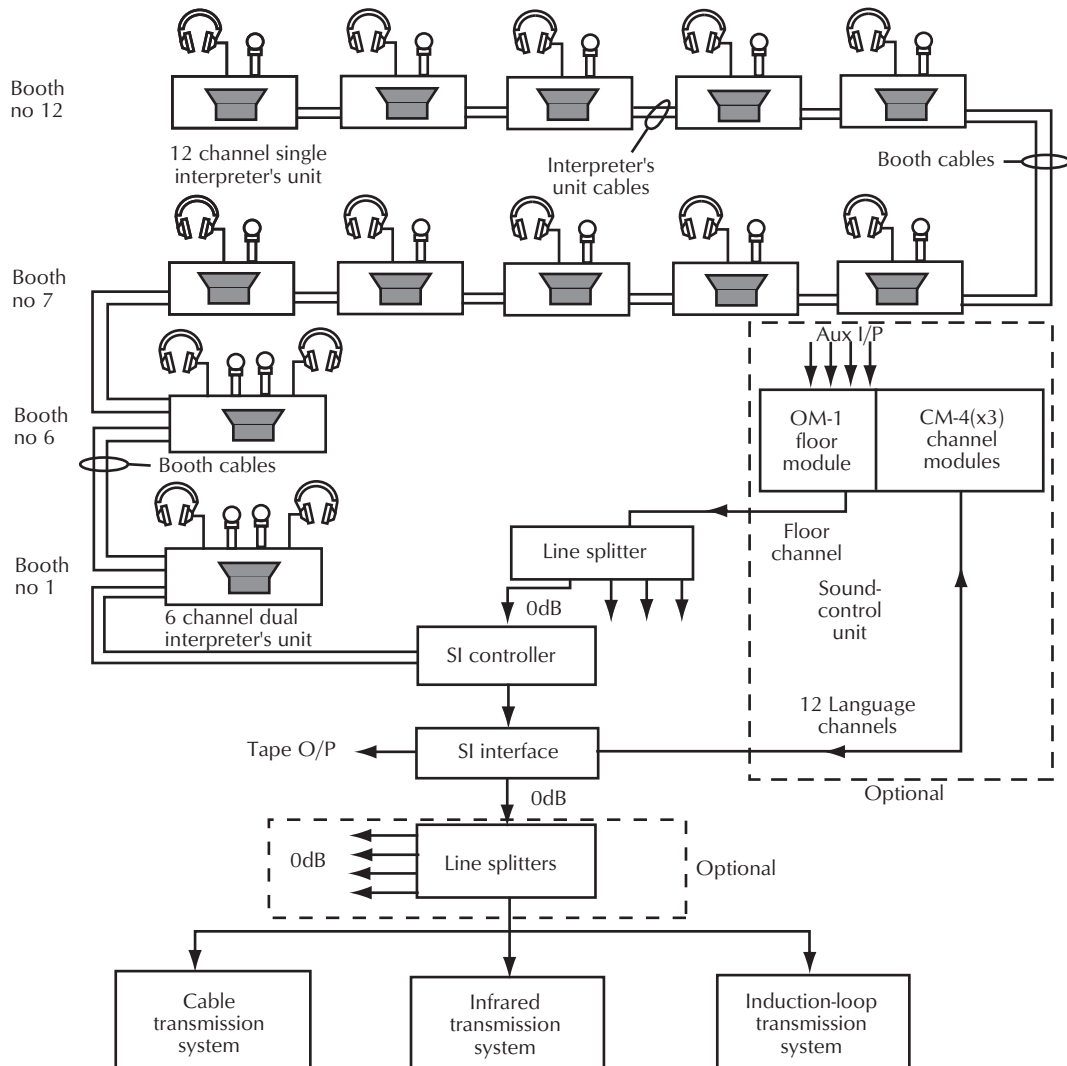 Booth
no 12
12 channel single
interpreter's unit
Interpreter's
unit cables
Booth cables
Booth
no 7
Aux I/P
Booth
no 6
OM-1
floor
module
CM-4(x3)
channel
modules
Booth cables
Booth
no 1
Line splitter
Floor
channel
6 channel dual
interpreter's unit
0dB
Sound-
control
unit
SI controller
12 Language
channels
Tape O/P
SI interface
0dB
Optional
0dB
Line splitters
Optional
Cable
transmission
system
Infrared
transmission
system
Induction-loop
transmission
system